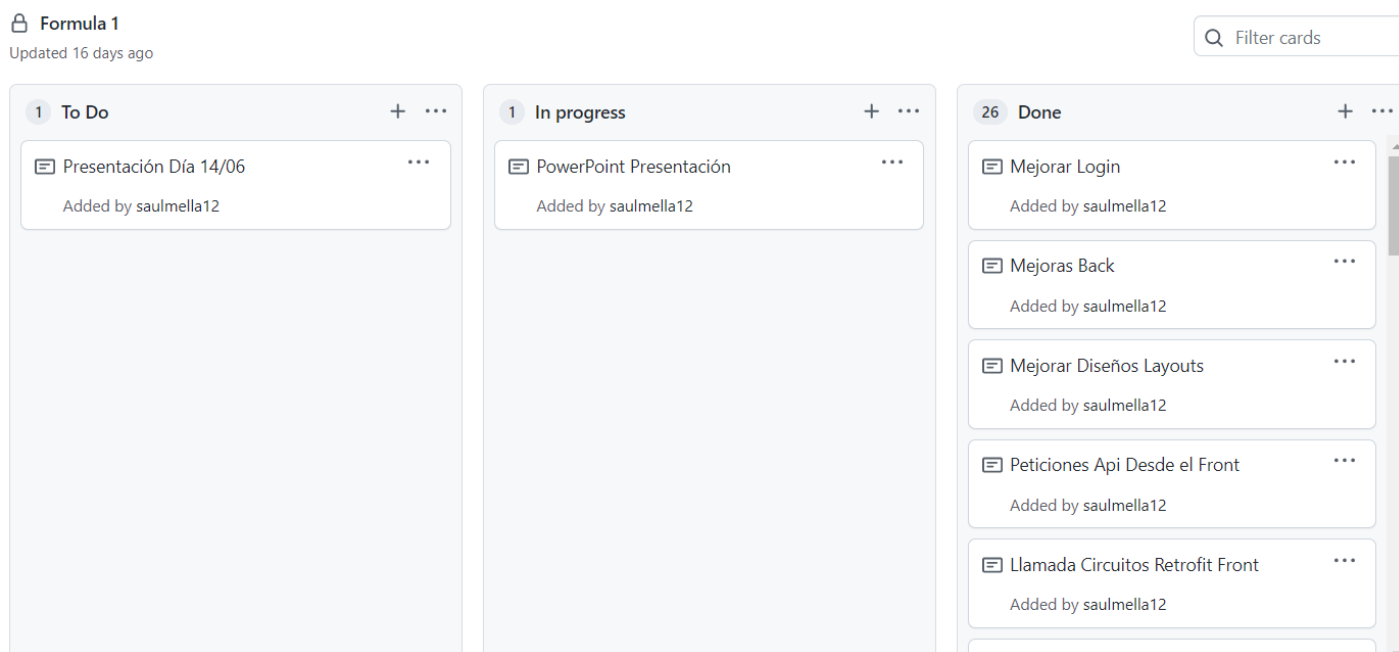 Formula 1
Updated 16 days ago
Filter cards
1 To Do
Presentación Día 14/06
Added by saulmella12
1 In progress
PowerPoint Presentación
Added by saulmella12
26 Done
Mejorar Login
Added by saulmella12
Mejoras Back
Added by saulmella12
Mejorar Diseños Layouts
Added by saulmella12
Peticiones Api Desde el Front
Added by saulmella12
Llamada Circuitos Retrofit Front
Added by saulmella12